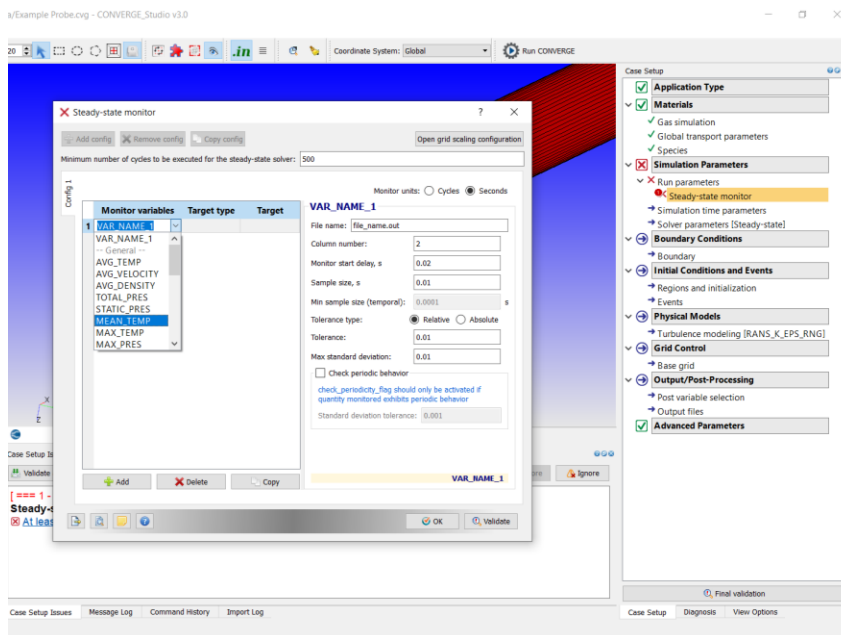 a/Example Probe.cvg - CONVERGE_Studio v3.0
20
.in
Coordinate System: Global
Run CONVERGE
Steady-state monitor
?
Add config
Remove config
Copy config
Open grid scaling configuration
Minimum number of cycles to be executed for the steady-state solver: 500
Config 1
Monitor variables Target type Target
1 VAR_NAME_1
VAR_NAME_1
-- General --
AVG_TEMP
AVG_VELOCITY
AVG_DENSITY
TOTAL_PRES
STATIC_PRES
MEAN_TEMP
MAX_TEMP
MAX_PRES
Add
Delete
Copy
Monitor units: Cycles Seconds
VAR_NAME_1
File name: file_name.out
Column number: 2
Monitor start delay, s 0.02
Sample size, s 0.01
Min sample size (temporal): 0.0001 s
Tolerance type: Relative Absolute
Tolerance: 0.01
Max standard deviation: 0.01
Check periodic behavior
check_periodicity_flag should only be activated if
quantity monitored exhibits periodic behavior
Standard deviation tolerance: 0.001
VAR_NAME_1
OK
Validate
X
Z
Case Setup Is
Validate
ore
Ignore
[ === 1 -
Steady-s
At leas
Case Setup Issues
Message Log
Command History
Import Log
Case Setup
Application Type
Materials
Gas simulation
Global transport parameters
Species
Simulation Parameters
Run parameters
Steady-state monitor
Simulation time parameters
Solver parameters [Steady-state]
Boundary Conditions
Boundary
Initial Conditions and Events
Regions and initialization
Events
Physical Models
Turbulence modeling [RANS_K_EPS_RNG]
Grid Control
Base grid
Output/Post-Processing
Post variable selection
Output files
Advanced Parameters
Final validation
Case Setup
Diagnosis
View Options